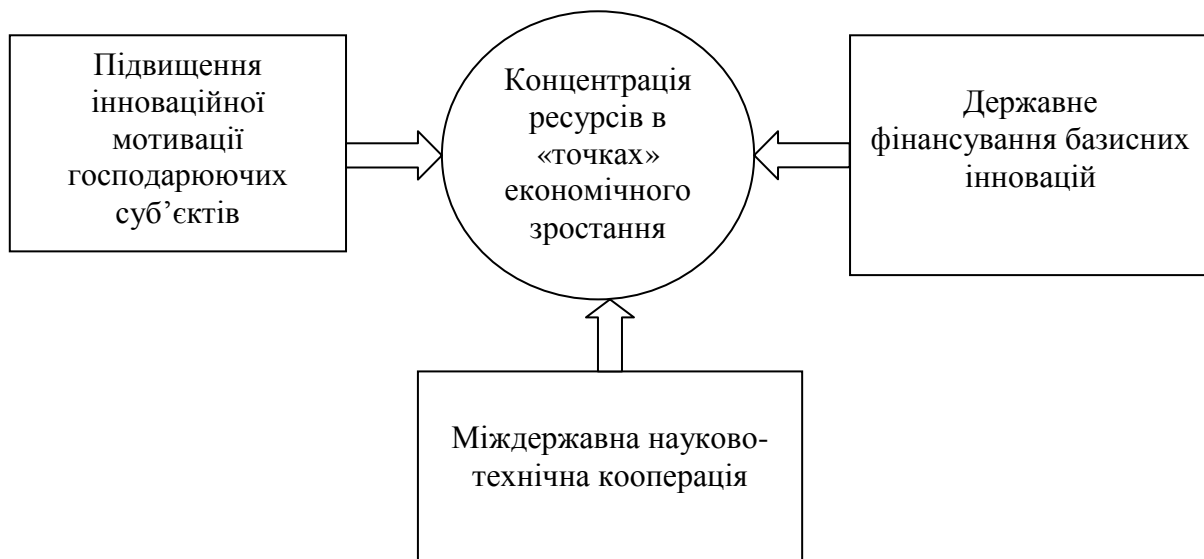 Підвищення
інноваційної
мотивації
господарюючих
суб’єктів
Концентрація
ресурсів в
«точках»
економічного
зростання
Державне
фінансування базисних
інновацій
Міждержавна науково-
технічна кооперація